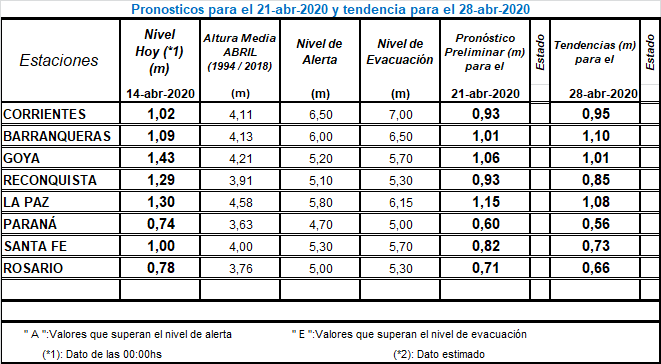 Pronosticos para el 21-abr-2020 y tendencia para el 28-abr-2020
Estaciones | Nivel Hoy (*1) (m) | Altura Media ABRIL (1994 / 2018) | Nivel de Alerta | Nivel de Evacuación | Pronóstico Preliminar (m) para el | Estado | Tendencias (m) para el | Estado
14-abr-2020 | (m) | (m) | (m) | 21-abr-2020 | 28-abr-2020
CORRIENTES 1,02 4,11 6,50 7,00 0,93 0,95
BARRANQUERAS 1,09 4,13 6,00 6,50 1,01 1,10
GOYA 1,43 4,21 5,20 5,70 1,06 1,01
RECONQUISTA 1,29 3,91 5,10 5,30 0,93 0,85
LA PAZ 1,30 4,58 5,80 6,15 1,15 1,08
PARANÁ 0,74 3,63 4,70 5,00 0,60 0,56
SANTA FE 1,00 4,00 5,30 5,70 0,82 0,73
ROSARIO 0,78 3,76 5,00 5,30 0,71 0,66
" A ":Valores que superan el nivel de alerta " E ":Valores que superan el nivel de evacuación
(*1): Dato de las 00:00hs (*2): Dato estimado